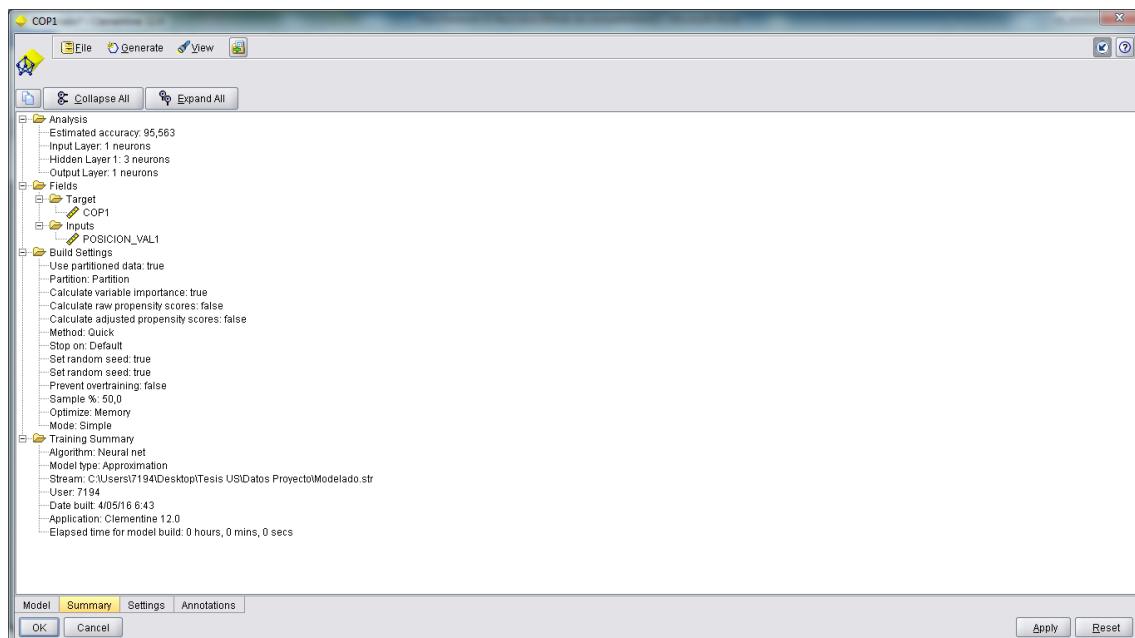 COP1
File Generate View
Collapse All Expand All
Analysis
Estimated accuracy: 95,563
Input Layer: 1 neurons
Hidden Layer 1: 3 neurons
Output Layer: 1 neurons
Fields
Target
COP1
Inputs
POSICION_VAL1
Build Settings
Use partitioned data: true
Partition: Partition
Calculate variable importance: true
Calculate raw propensity scores: false
Calculate adjusted propensity scores: false
Method: Quick
Stop on: Default
Set random seed: true
Set random seed: true
Prevent overtraining: false
Sample %: 50,0
Optimize: Memory
Mode: Simple
Training Summary
Algorithm: Neural net
Model type: Approximation
Stream: C:\Users\7194\Desktop\Tesis US\Datos Proyecto\Modelado.str
User: 7194
Date built: 4/05/16 6:43
Application: Clementine 12.0
Elapsed time for model build: 0 hours, 0 mins, 0 secs
Model Summary Settings Annotations
OK Cancel Apply Reset